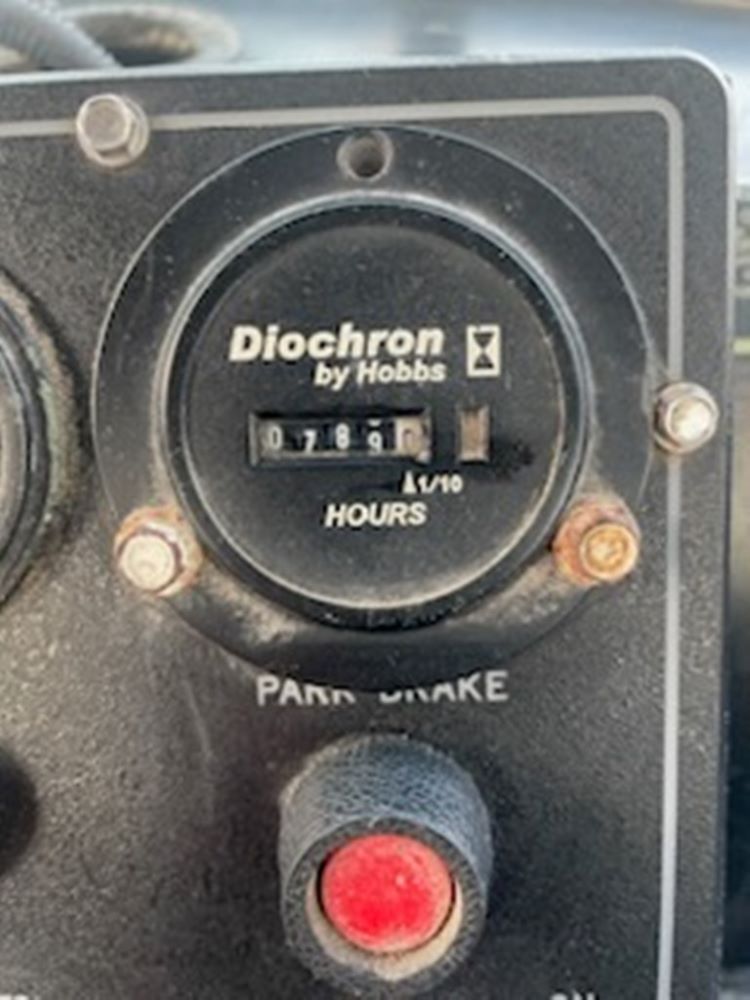 Diochron
by Hobbs
0789
1/10
HOURS
PARK BRAKE